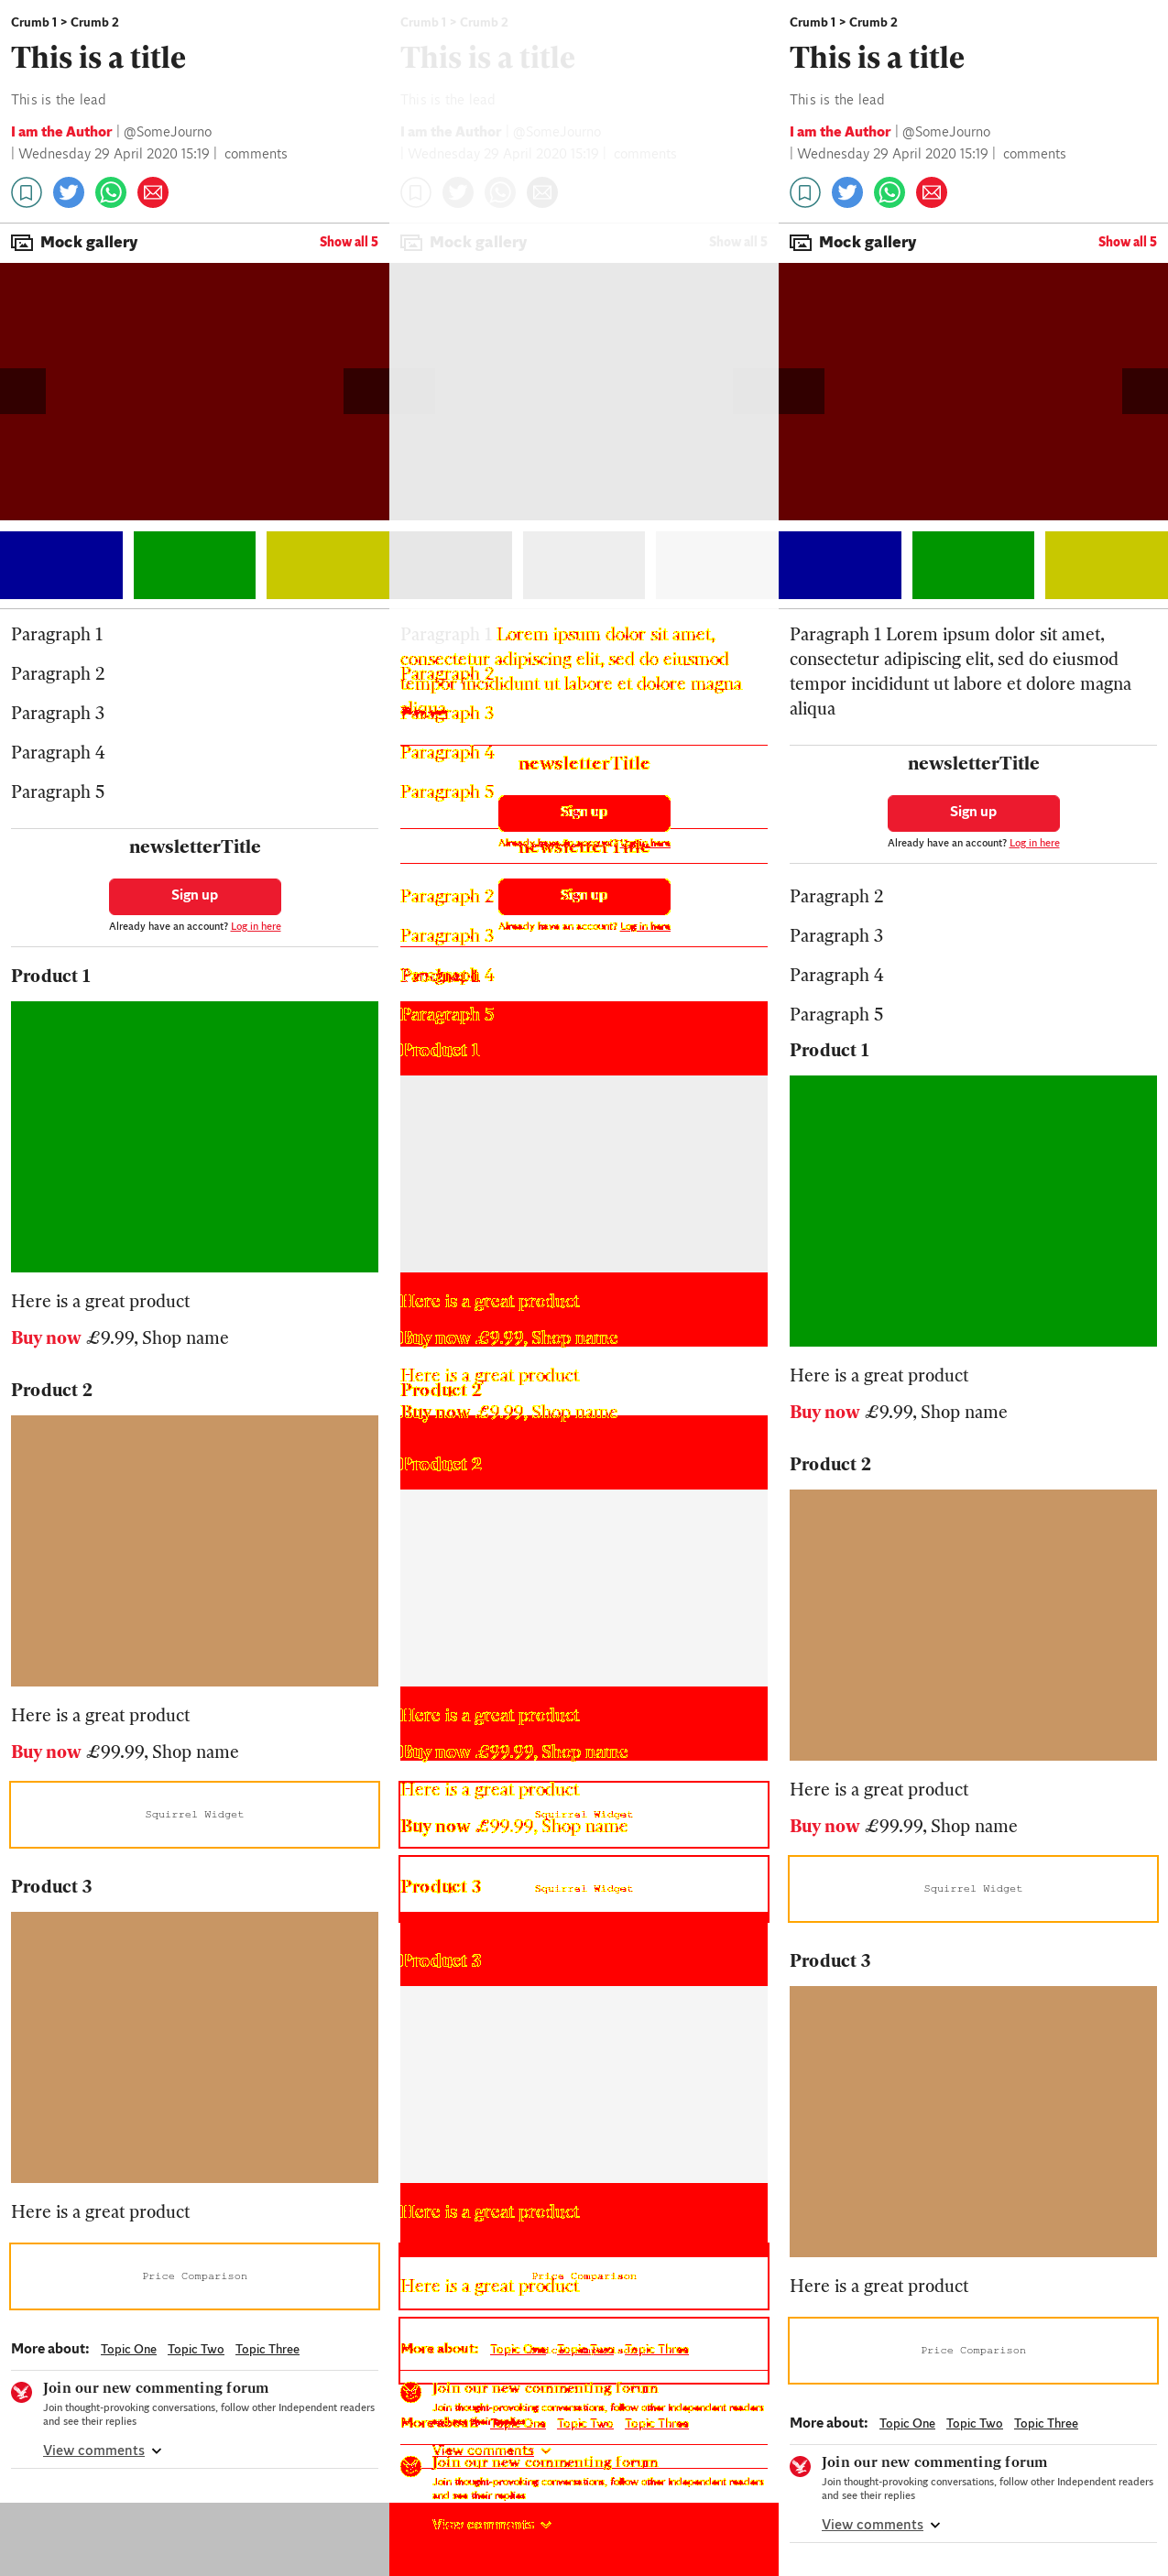 Crumb 1 > Crumb 2
This is a title
This is the lead
I am the Author | @SomeJourno
| Wednesday 29 April 2020 15:19 | comments
Mock gallery
Show all 5
Paragraph 1
Paragraph 2
Paragraph 3
Paragraph 4
Paragraph 5
newsletterTitle
Sign up
Already have an account? Log in here
Product 1
Here is a great product
Buy now £9.99, Shop name
Product 2
Here is a great product
Buy now £99.99, Shop name
Squirrel Widget
Product 3
Here is a great product
Price Comparison
More about: Topic One Topic Two Topic Three
Join our new commenting forum
Join thought-provoking conversations, follow other Independent readers
and see their replies
View comments
Crumb 1 > Crumb 2
This is a title
This is the lead
I am the Author | @SomeJourno
| Wednesday 29 April 2020 15:19 | comments
Mock gallery
Show all 5
Paragraph 1 Lorem ipsum dolor sit amet,
consectetur adipiscing elit, sed do eiusmod
Paragraph 2
tempor incididunt ut labore et dolore magna
aliqua
Paragraph 3
Paragraph 4
newsletterTitle
Paragraph 5
Sign up
Already have an account? Log in here
newsletterTitle
Paragraph 2
Sign up
Already have an account? Log in here
Paragraph 3
Paragraph 4
Product 1
Paragraph 5
Product 1
Here is a great product
Buy now £9.99, Shop name
Here is a great product
Product 2
Buy now £9.99, Shop name
Product 2
Here is a great product
Buy now £99.99, Shop name
Here is a great product
Squirrel Widget
Buy now £99.99, Shop name
Product 3
Squirrel Widget
Product 3
Here is a great product
Price Comparison
Here is a great product
More about: Topic One Topic Two Topic Three
Join our new commenting forum
Join thought-provoking conversations, follow other Independent readers
More about: Topic One Topic Two Topic Three
View comments
Join our new commenting forum
Join thought-provoking conversations, follow other Independent readers
and see their replies
View comments
Crumb 1 > Crumb 2
This is a title
This is the lead
I am the Author | @SomeJourno
| Wednesday 29 April 2020 15:19 | comments
Mock gallery
Show all 5
Paragraph 1 Lorem ipsum dolor sit amet,
consectetur adipiscing elit, sed do eiusmod
tempor incididunt ut labore et dolore magna
aliqua
newsletterTitle
Sign up
Already have an account? Log in here
Paragraph 2
Paragraph 3
Paragraph 4
Paragraph 5
Product 1
Here is a great product
Buy now £9.99, Shop name
Product 2
Here is a great product
Buy now £99.99, Shop name
Squirrel Widget
Product 3
Here is a great product
Price Comparison
More about: Topic One Topic Two Topic Three
Join our new commenting forum
Join thought-provoking conversations, follow other Independent readers
and see their replies
View comments